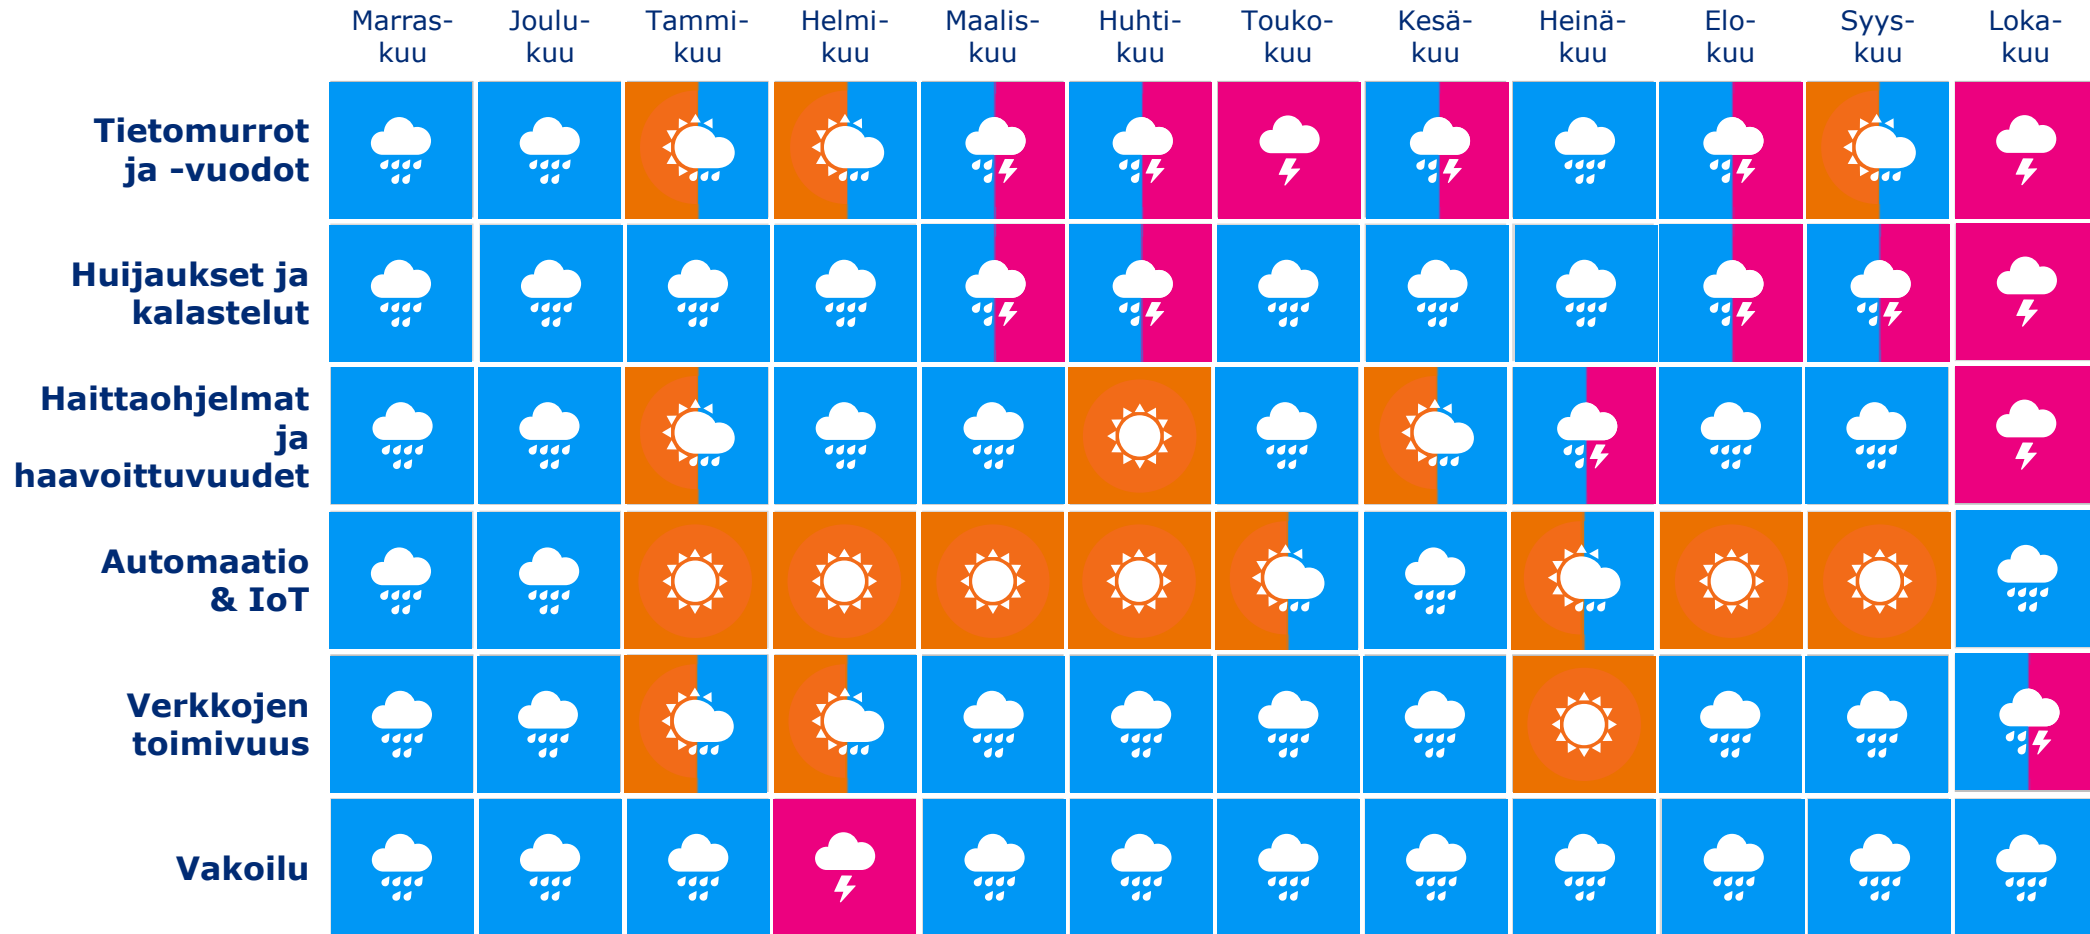 Marras-
kuu
Joulu-
kuu
Tammi-
kuu
Helmi-
kuu
Maalis-
kuu
Huhti-
kuu
Touko-
kuu
Kesä-
kuu
Heinä-
kuu
Elo-
kuu
Syys-
kuu
Loka-
kuu
Tietomurrot
ja -vuodot
Huijaukset ja
kalastelut
Haittaohjelmat
ja
haavoittuvuudet
Automaatio
& IoT
Verkkojen
toimivuus
Vakoilu